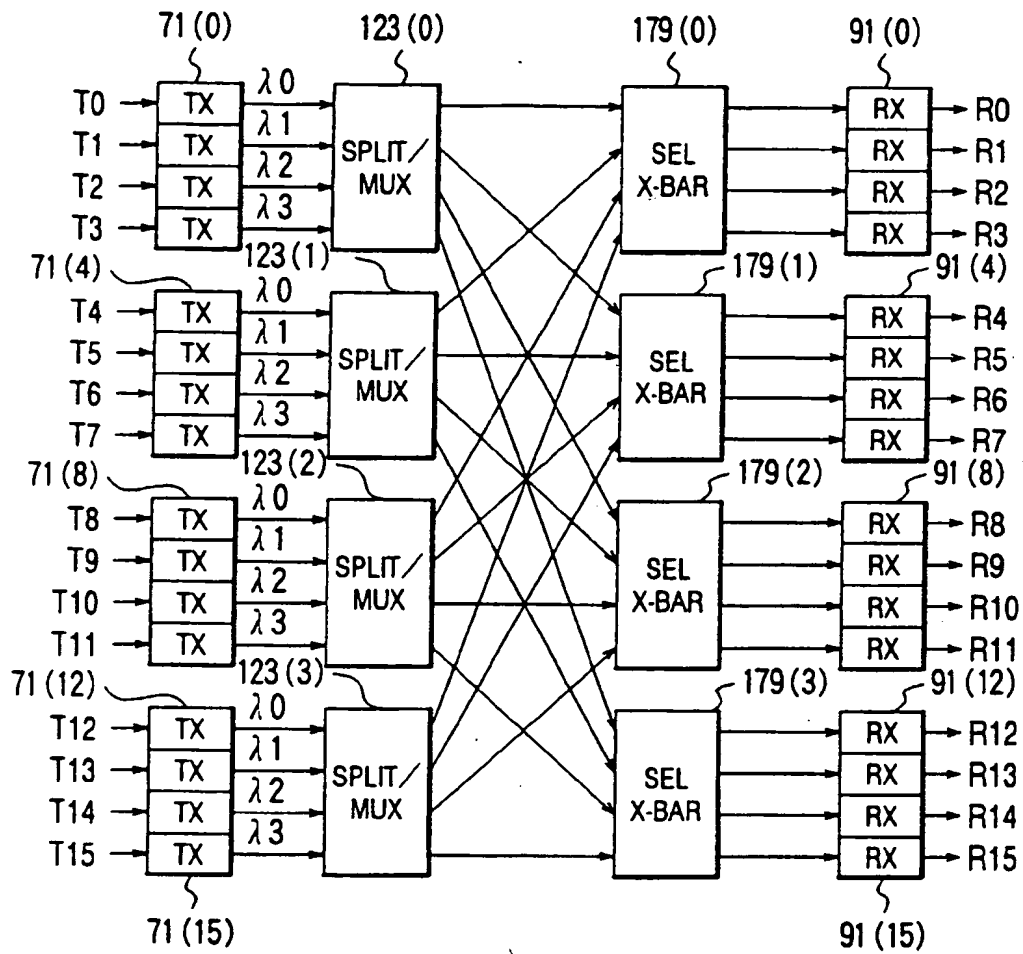 71(0) 123(0) 179(0) 91(0)
T0 TX λ0 RX R0
T1 TX λ1 SPLIT/ SEL RX R1
T2 TX λ2 MUX X-BAR RX R2
T3 TX λ3 RX R3
71(4) 123(1) 179(1) 91(4)
T4 TX λ0 RX R4
T5 TX λ1 SPLIT/ SEL RX R5
T6 TX λ2 MUX X-BAR RX R6
T7 TX λ3 RX R7
71(8) 123(2) 179(2) 91(8)
T8 TX λ0 RX R8
T9 TX λ1 SPLIT/ SEL RX R9
T10 TX λ2 MUX X-BAR RX R10
T11 TX λ3 RX R11
71(12) 123(3) 179(3) 91(12)
T12 TX λ0 RX R12
T13 TX λ1 SPLIT/ SEL RX R13
T14 TX λ2 MUX X-BAR RX R14
T15 TX λ3 RX R15
71(15) 91(15)